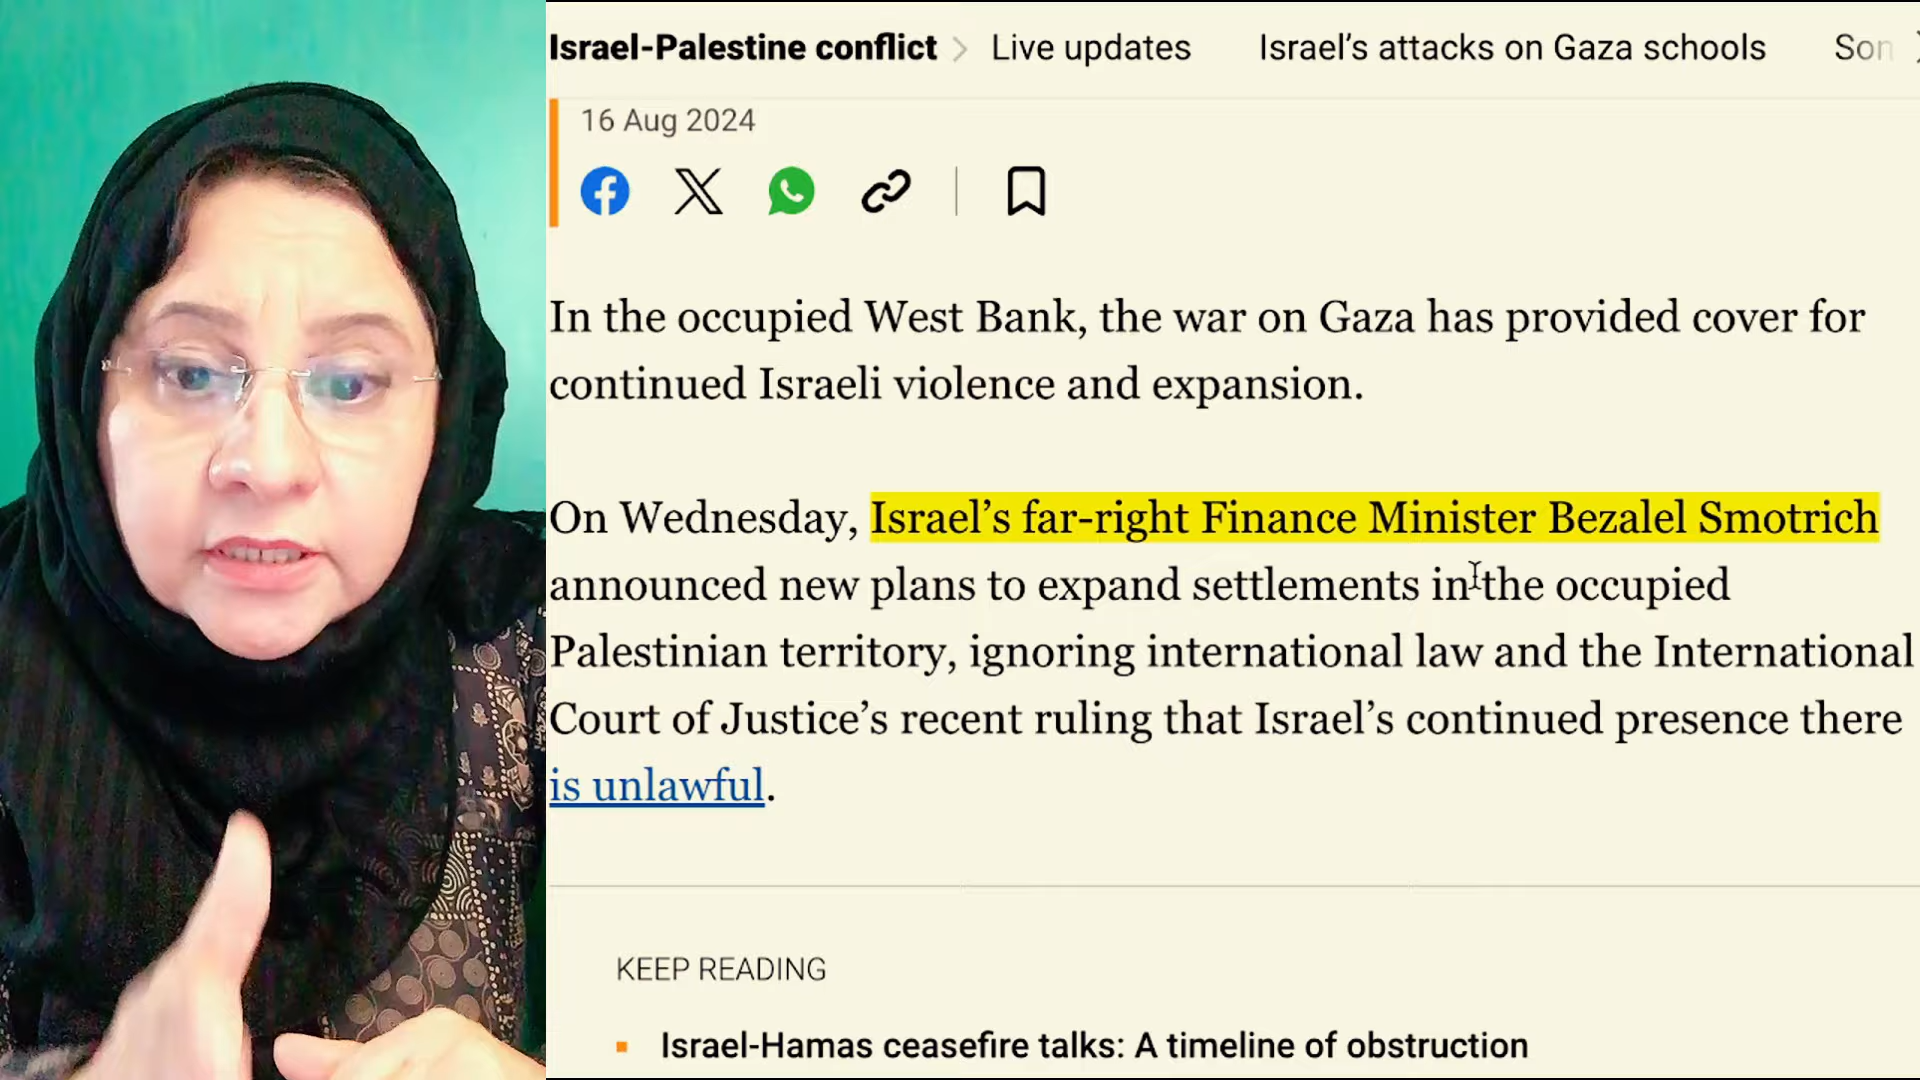 Israel-Palestine conflict > Live updates Israel's attacks on Gaza schools Son
16 Aug 2024
In the occupied West Bank, the war on Gaza has provided cover for
continued Israeli violence and expansion.
On Wednesday, Israel's far-right Finance Minister Bezalel Smotrich
announced new plans to expand settlements in the occupied
Palestinian territory, ignoring international law and the International
Court of Justice's recent ruling that Israel's continued presence there
is unlawful.
KEEP READING
Israel-Hamas ceasefire talks: A timeline of obstruction